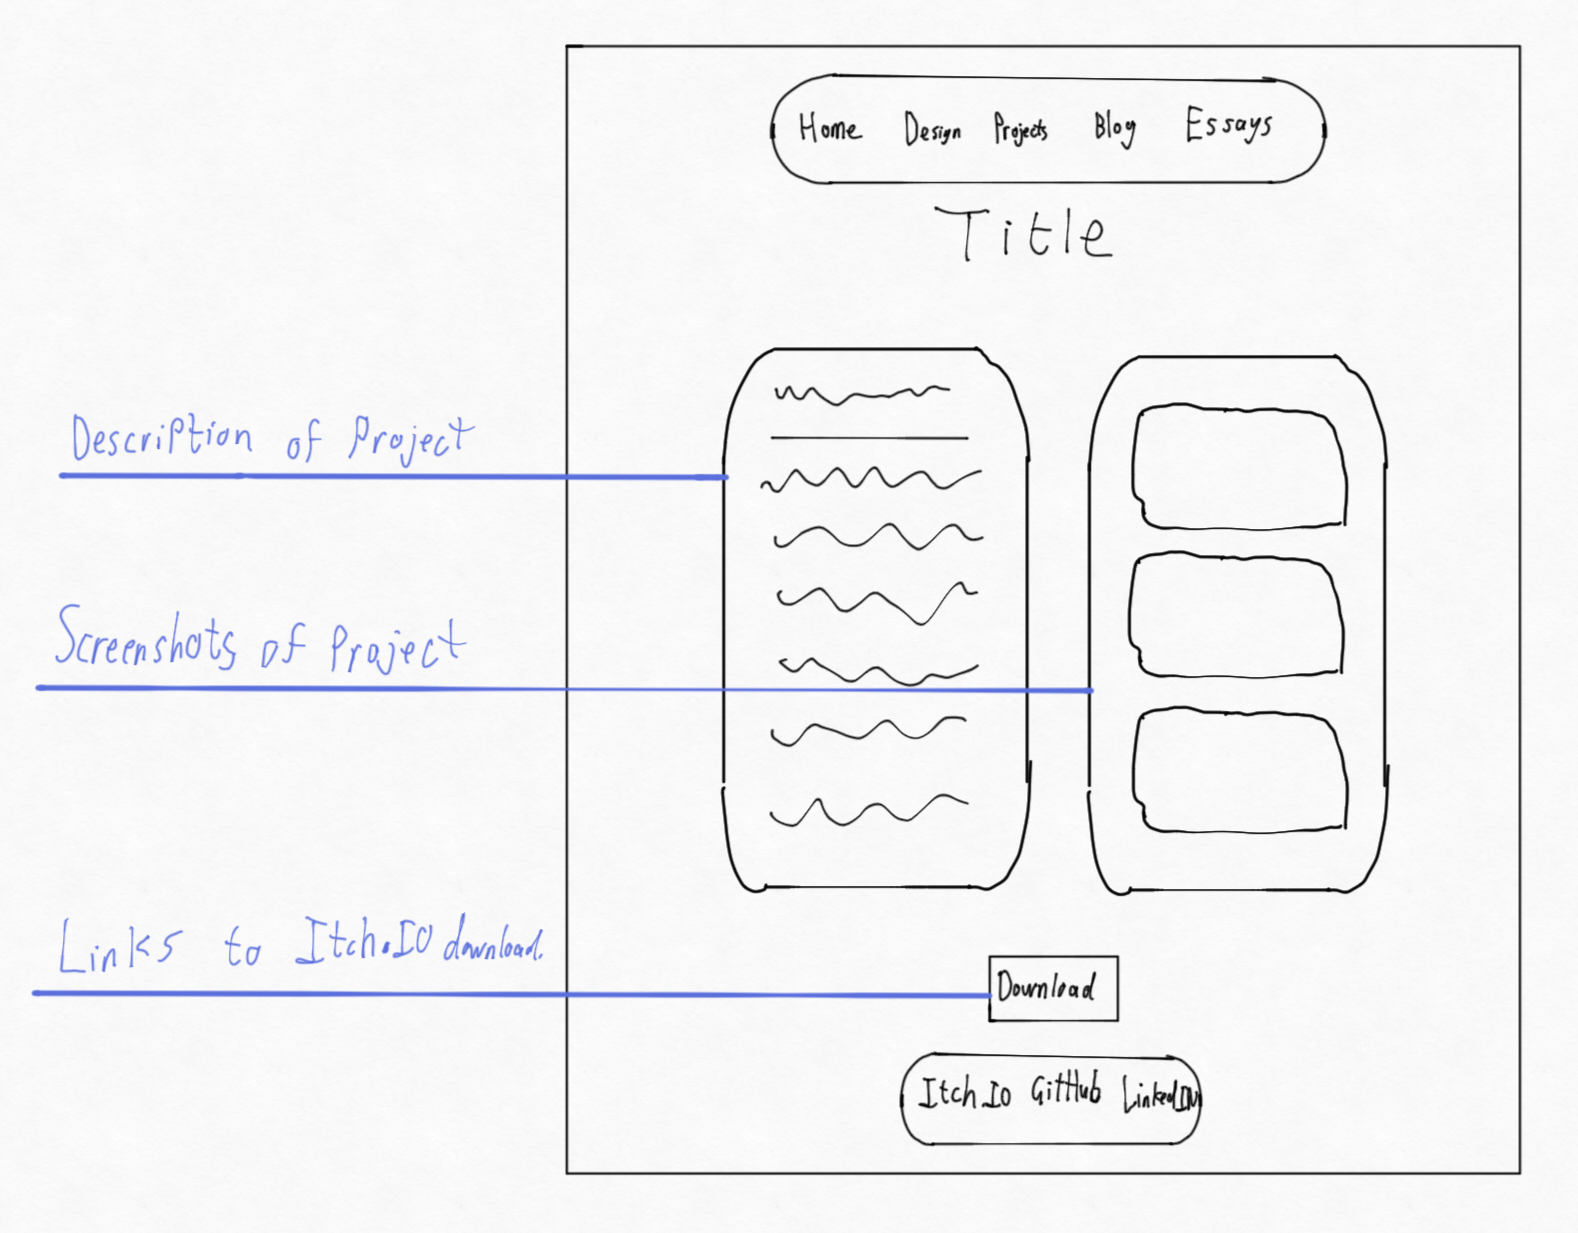 Home Design Projects Blog Essays
Title
Description of Project
Screenshots of Project
Links to Itch.IO download.
Download
Itch.Io GitHub LinkedIN